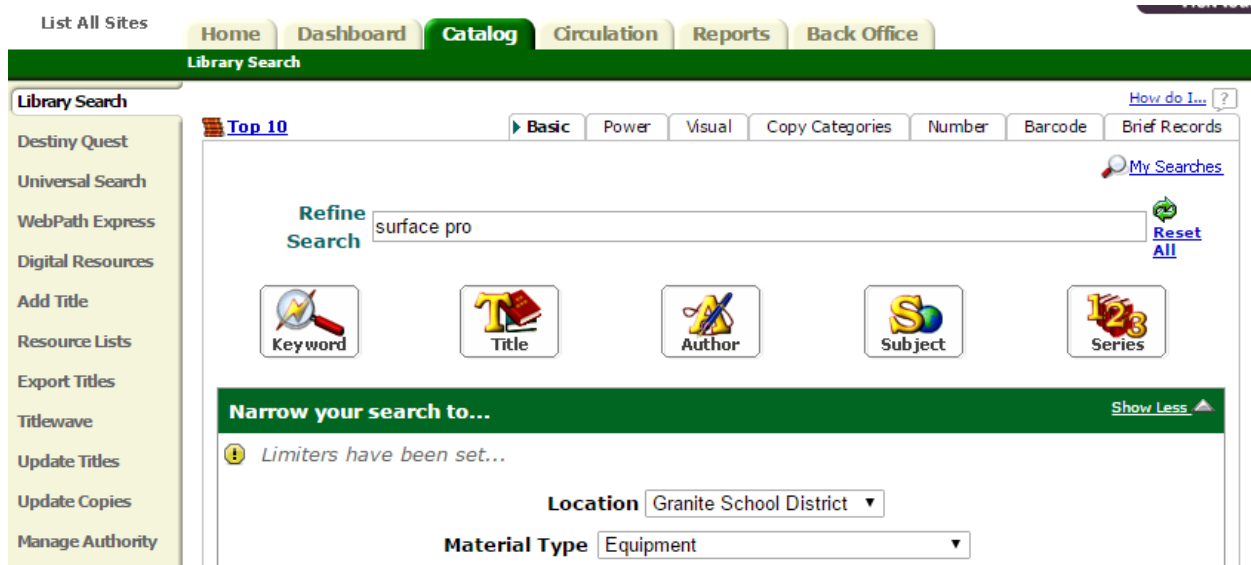 List All Sites
Home Dashboard Catalog Circulation Reports Back Office
Library Search
Library Search
Destiny Quest
Universal Search
WebPath Express
Digital Resources
Add Title
Resource Lists
Export Titles
Titlewave
Update Titles
Update Copies
Manage Authority
How do I... ?
Top 10
Basic Power Visual Copy Categories Number Barcode Brief Records
My Searches
Refine Search surface pro
Reset All
Keyword Title Author Subject Series
Narrow your search to... Show Less
Limiters have been set...
Location Granite School District
Material Type Equipment